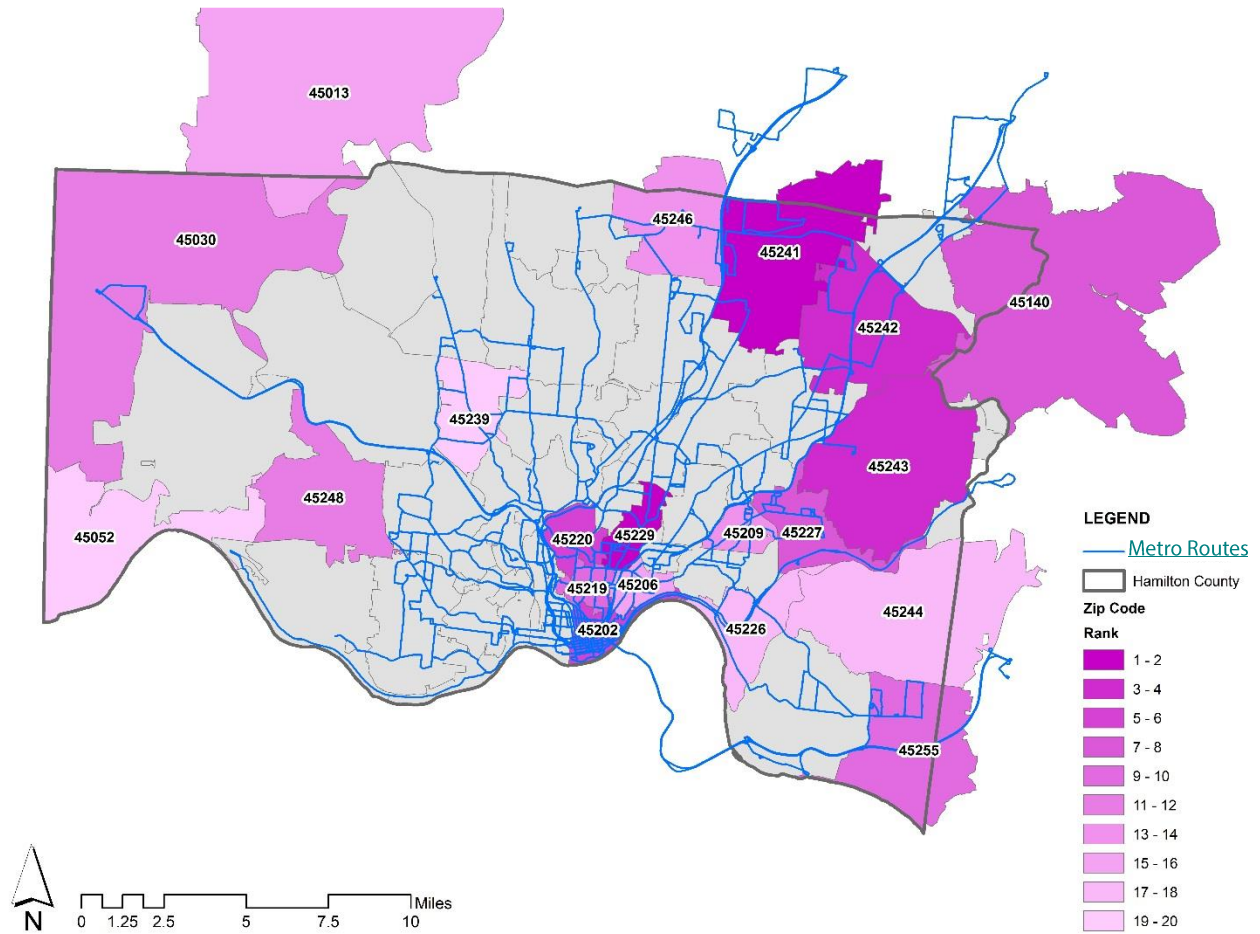 45013
45030
45246
45241
45140
45242
45239
45243
45248
45052
45220
45229
45209
45227
45219
45206
45202
45226
45244
45255
LEGEND
Metro Routes
Hamilton County
Zip Code
Rank
1 - 2
3 - 4
5 - 6
7 - 8
9 - 10
11 - 12
13 - 14
15 - 16
17 - 18
19 - 20
N
Miles
0 1.25 2.5 5 7.5 10